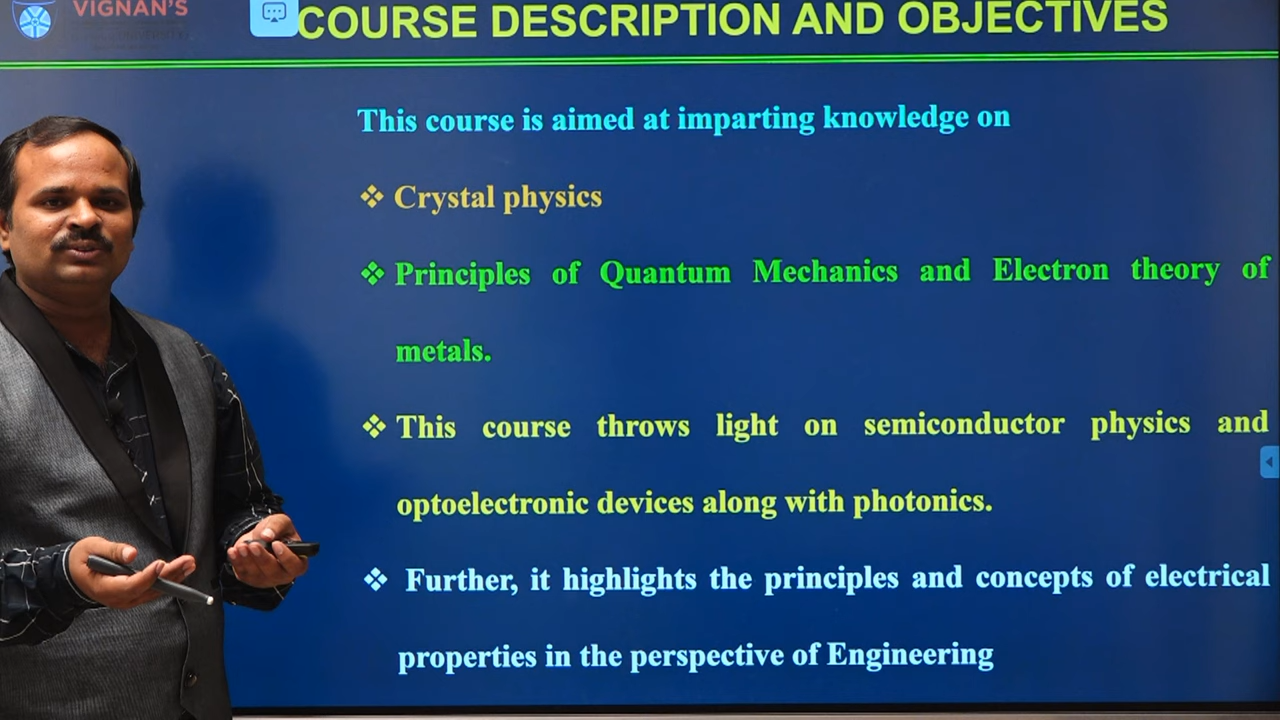 VIGNAN'S
COURSE DESCRIPTION AND OBJECTIVES
This course is aimed at imparting knowledge on
❖ Crystal physics
❖ Principles of Quantum Mechanics and Electron theory of
metals.
❖ This course throws light on semiconductor physics and
optoelectronic devices along with photonics.
❖ Further, it highlights the principles and concepts of electrical
properties in the perspective of Engineering